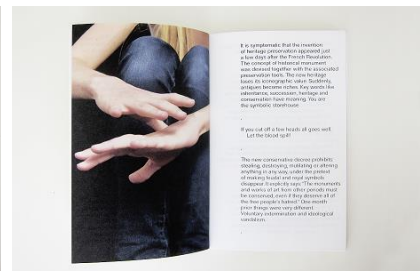 It is symptomatic that the invention
of heritage preservation appeared just
a few days after the French Revolution.
The concept of historical monument
was devised together with the associated
preservation tools. The new heritage
loses its iconographic value. Suddenly,
antiques became riches. Key words like
inheritance, succession, heritage and
conservation have meaning. You are
the symbolic storehouse
If you cut off a few heads all goes well.
Let the blood spill!
The new conservative decree prohibits
stealing, destroying, mutilating or altering
anything in any way, under the pretext
of making feudal and royal symbols
disappear. It explicitly says: "The monuments
and works of art from other periods must
be conserved, even if they deserve all of
the free people's hatred." One month
prior things were very different.
Voluntary extermination and ideological
vandalism.